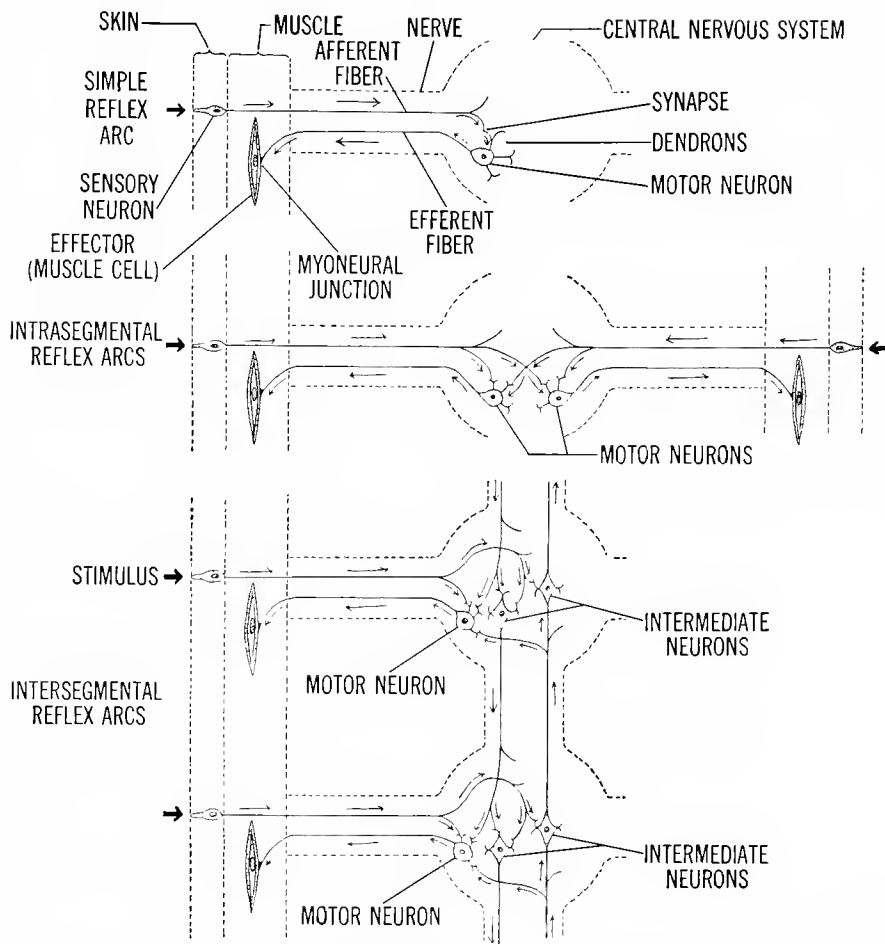 SKIN
MUSCLE
NERVE
CENTRAL NERVOUS SYSTEM
AFFERENT
FIBER
SIMPLE
REFLEX
ARC
SYNAPSE
DENDRONS
MOTOR NEURON
SENSORY
NEURON
EFFERENT
FIBER
EFFECTOR
(MUSCLE CELL)
MYONEURAL
JUNCTION
INTRASEGMENTAL
REFLEX ARCS
MOTOR NEURONS
STIMULUS
INTERMEDIATE
NEURONS
MOTOR NEURON
INTERSEGMENTAL
REFLEX ARCS
INTERMEDIATE
NEURONS
MOTOR NEURON